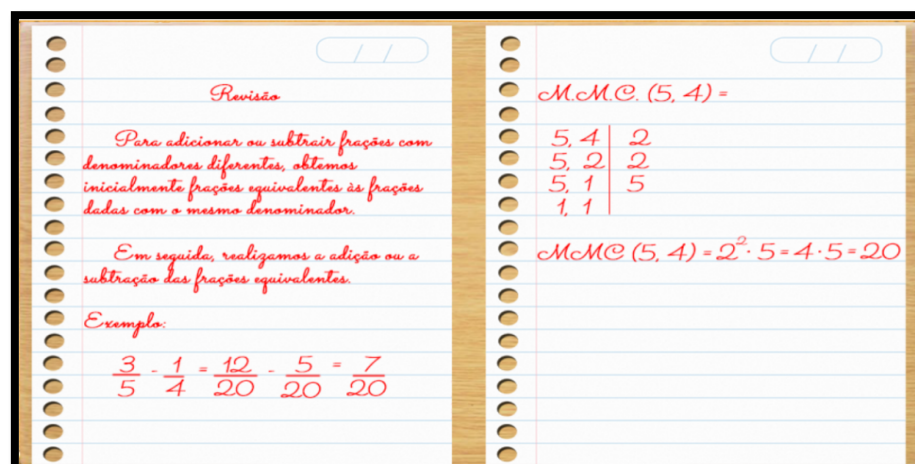 Revisão
Para adicionar ou subtrair frações com
denominadores diferentes, obtemos
inicialmente frações equivalentes às frações
dadas com o mesmo denominador.
Em seguida, realizamos a adição ou a
subtração das frações equivalentes.
Exemplo:
3/5 - 1/4 = 12/20 - 5/20 = 7/20
M.M.C. (5, 4) =
5, 4 | 2
5, 2 | 2
5, 1 | 5
1, 1 |
MMC (5, 4) = 2² · 5 = 4 · 5 = 20